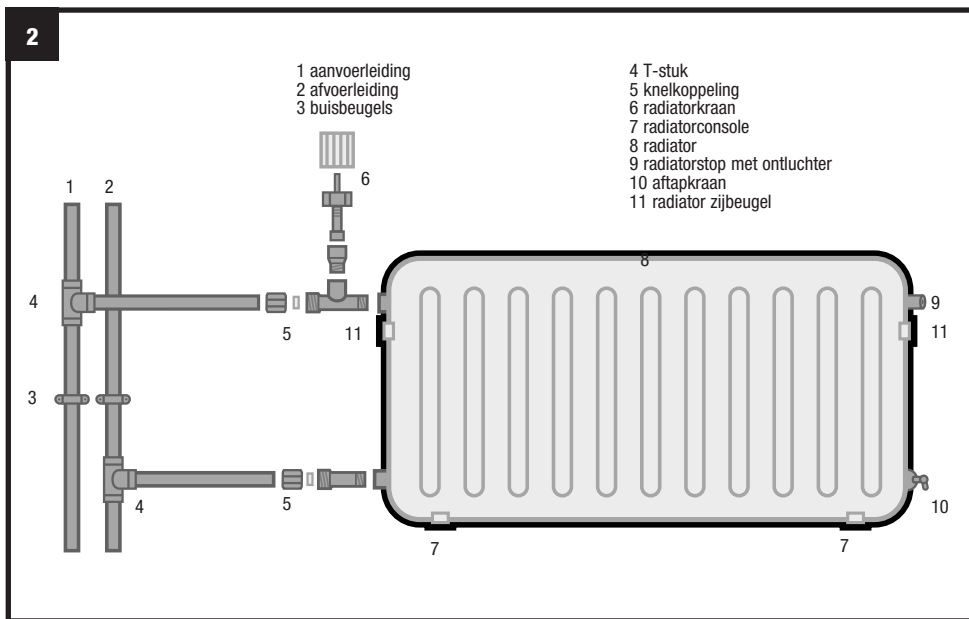 2
1 aanvoerleiding
2 afvoerleiding
3 buisbeugels
4 T-stuk
5 knelkoppeling
6 radiatorkraan
7 radiatorconsole
8 radiator
9 radiatorstop met ontluchter
10 aftapkraan
11 radiator zijbeugel
6
1 2
8
4
5
11
9
11
3
4
5
10
7
7